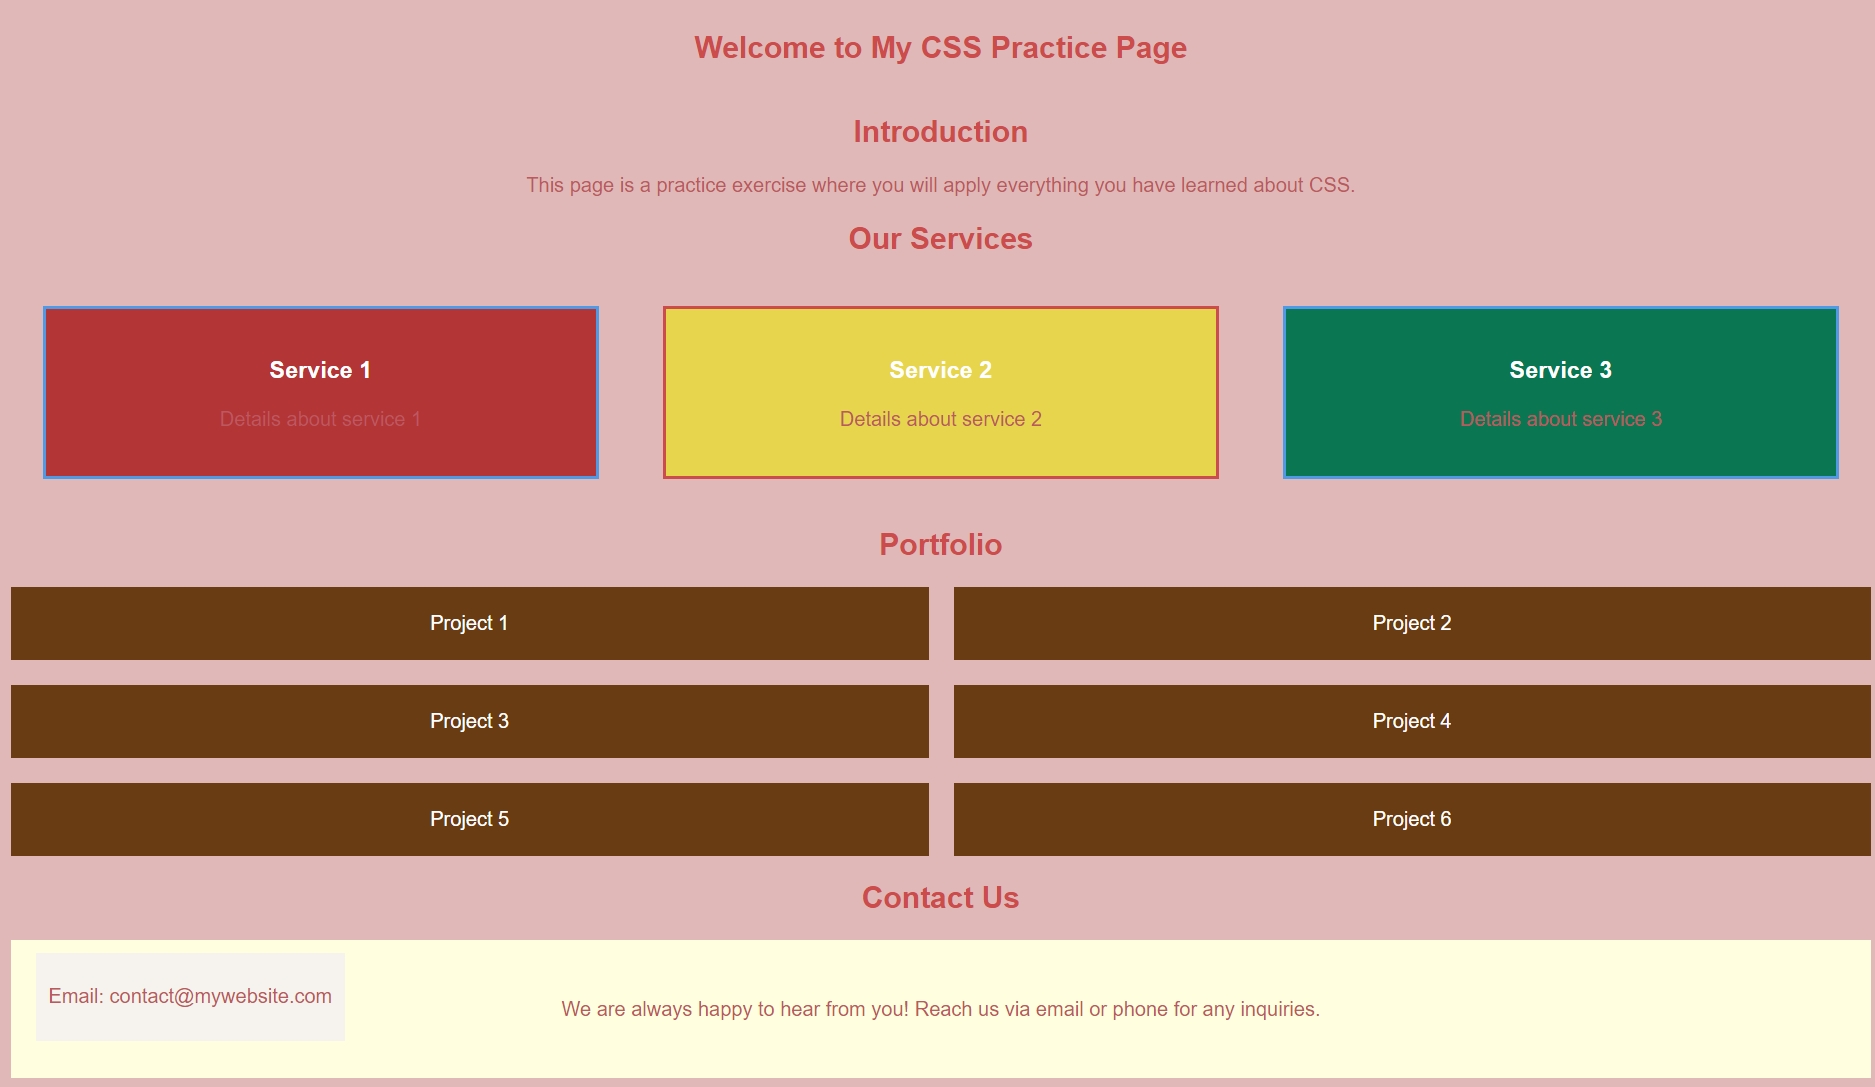 Welcome to My CSS Practice Page
Introduction
This page is a practice exercise where you will apply everything you have learned about CSS.
Our Services
Service 1
Details about service 1
Service 2
Details about service 2
Service 3
Details about service 3
Portfolio
Project 1
Project 2
Project 3
Project 4
Project 5
Project 6
Contact Us
Email: contact@mywebsite.com
We are always happy to hear from you! Reach us via email or phone for any inquiries.